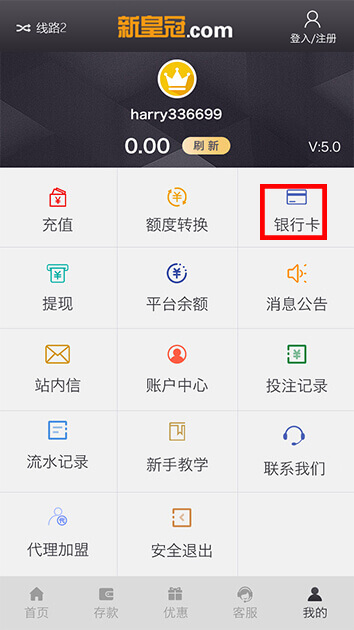 线路2
新皇冠.com
登入/注册
harry336699
0.00 刷新
V:5.0
充值 额度转换 银行卡
提现 平台余额 消息公告
站内信 账户中心 投注记录
流水记录 新手教学 联系我们
代理加盟 安全退出
首页 存款 优惠 客服 我的